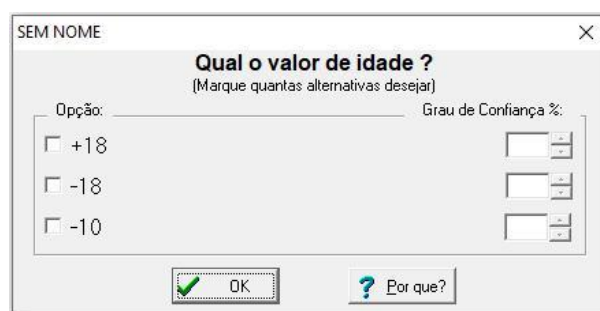 SEM NOME
Qual o valor de idade ?
(Marque quantas alternativas desejar)
Opção: Grau de Confiança %:
+18
-18
-10
OK Por que?